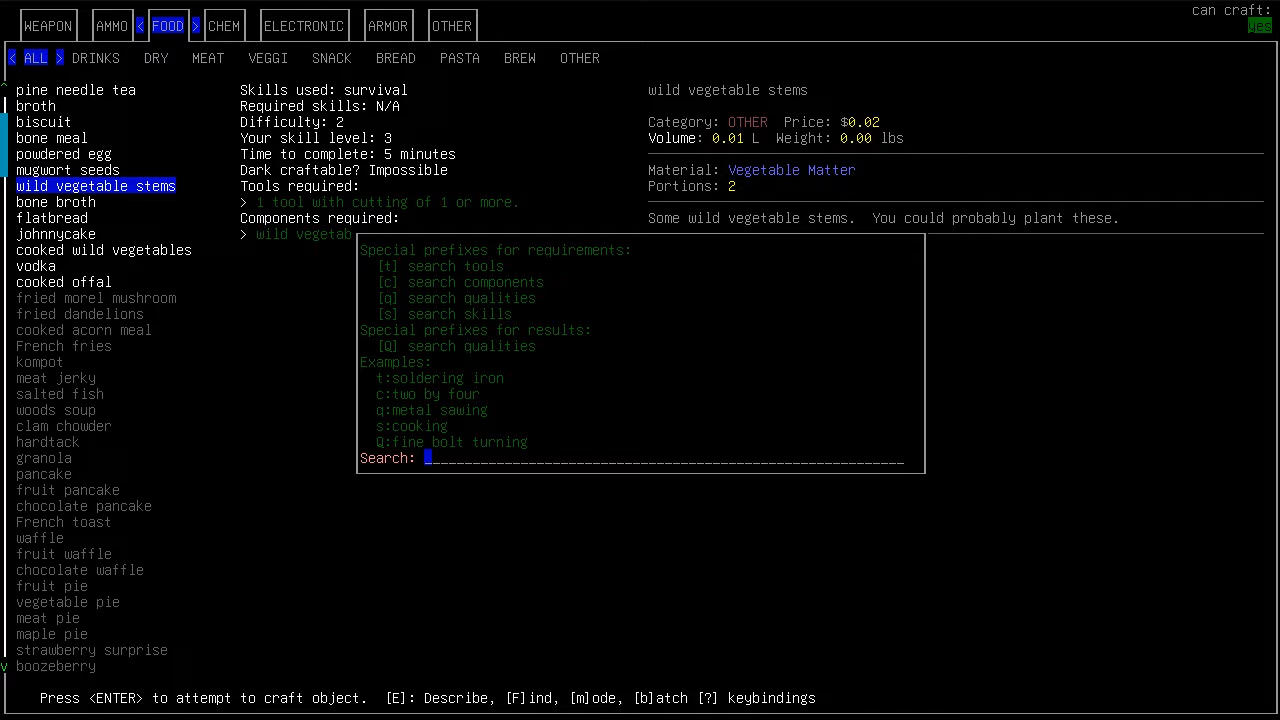 can craft:
WEAPON AMMO < FOOD > CHEM ELECTRONIC ARMOR OTHER yes
< ALL > DRINKS DRY MEAT VEGGI SNACK BREAD PASTA BREW OTHER
^
pine needle tea Skills used: survival wild vegetable stems
broth Required skills: N/A
biscuit Difficulty: 2 Category: OTHER Price: $0.02
bone meal Your skill level: 3 Volume: 0.01 L Weight: 0.00 lbs
powdered egg Time to complete: 5 minutes
mugwort seeds Dark craftable? Impossible Material: Vegetable Matter
wild vegetable stems Tools required: Portions: 2
bone broth > 1 tool with cutting of 1 or more.
flatbread Components required: Some wild vegetable stems. You could probably plant these.
johnnycake > wild vegetab
cooked wild vegetables Special prefixes for requirements:
vodka [t] search tools
cooked offal [c] search components
fried morel mushroom [q] search qualities
fried dandelions [s] search skills
cooked acorn meal Special prefixes for results:
French fries [Q] search qualities
kompot Examples:
meat jerky t:soldering iron
salted fish c:two by four
woods soup q:metal sawing
clam chowder s:cooking
hardtack Q:fine bolt turning
granola Search:
pancake
fruit pancake
chocolate pancake
French toast
waffle
fruit waffle
chocolate waffle
fruit pie
vegetable pie
meat pie
maple pie
strawberry surprise
v boozeberry
Press <ENTER> to attempt to craft object. [E]: Describe, [F]ind, [m]ode, [b]atch [?] keybindings